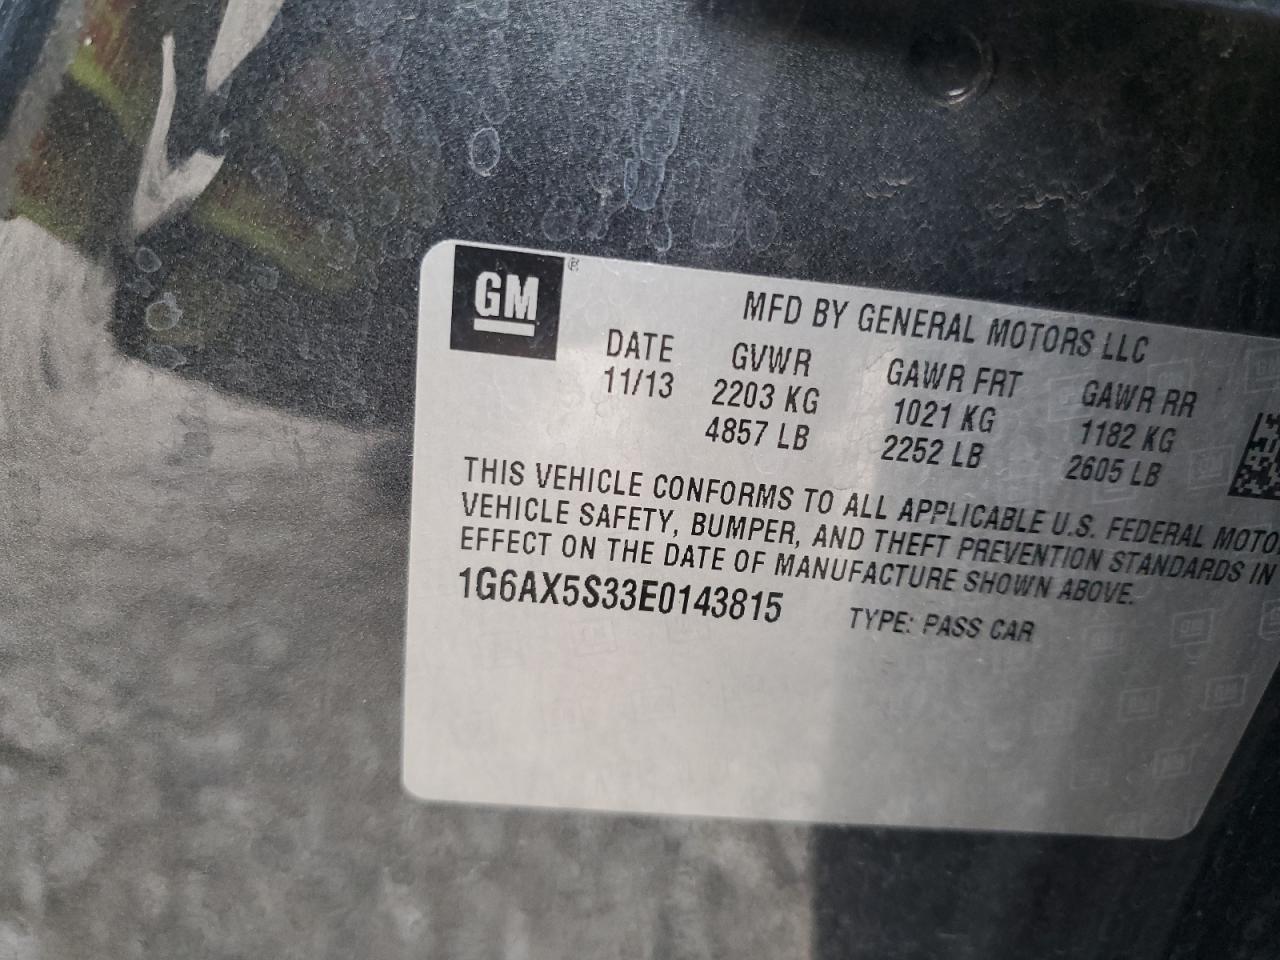 GM ®
MFD BY GENERAL MOTORS LLC
DATE GVWR GAWR FRT GAWR RR
11/13 2203 KG 1021 KG 1182 KG
4857 LB 2252 LB 2605 LB
THIS VEHICLE CONFORMS TO ALL APPLICABLE U.S. FEDERAL MOTO
VEHICLE SAFETY, BUMPER, AND THEFT PREVENTION STANDARDS IN
EFFECT ON THE DATE OF MANUFACTURE SHOWN ABOVE.
1G6AX5S33E0143815 TYPE: PASS CAR